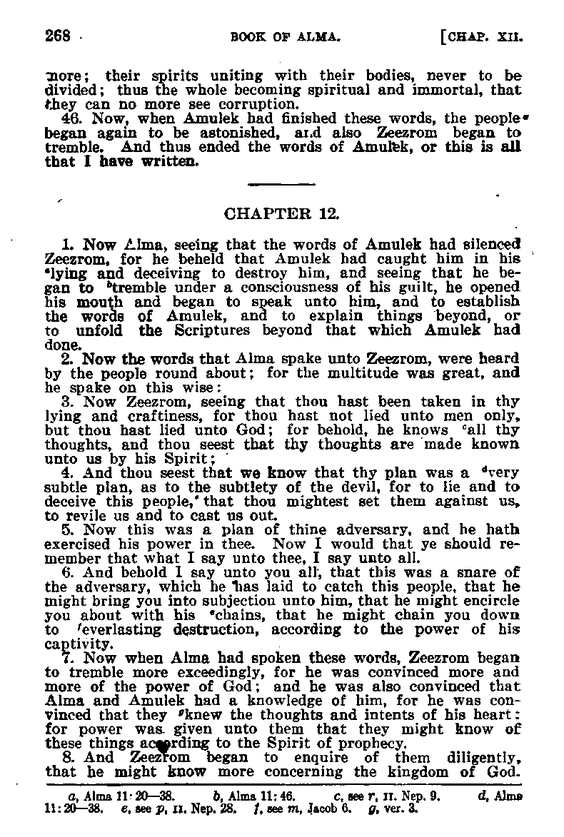 268
BOOK OF ALMA.
[CHAP. XII.
more; their spirits uniting with their bodies, never to be
divided; thus the whole becoming spiritual and immortal, that
they can no more see corruption.
46. Now, when Amulek had finished these words, the people
began again to be astonished, and also Zeezrom began to
tremble. And thus ended the words of Amulek, or this is all
that I have written.
CHAPTER 12.
1. Now Alma, seeing that the words of Amulek had silenced
Zeezrom, for he beheld that Amulek had caught him in his
ᵃlying and deceiving to destroy him, and seeing that he be-
gan to ᵇtremble under a consciousness of his guilt, he opened
his mouth and began to speak unto him, and to establish
the words of Amulek, and to explain things beyond, or
to unfold the Scriptures beyond that which Amulek had
done.
2. Now the words that Alma spake unto Zeezrom, were heard
by the people round about; for the multitude was great, and
he spake on this wise:
3. Now Zeezrom, seeing that thou hast been taken in thy
lying and craftiness, for thou hast not lied unto men only,
but thou hast lied unto God; for behold, he knows ᶜall thy
thoughts, and thou seest that thy thoughts are made known
unto us by his Spirit;
4. And thou seest that we know that thy plan was a ᵈvery
subtle plan, as to the subtlety of the devil, for to lie and to
deceive this people, that thou mightest set them against us,
to revile us and to cast us out.
5. Now this was a plan of thine adversary, and he hath
exercised his power in thee. Now I would that ye should re-
member that what I say unto thee, I say unto all.
6. And behold I say unto you all, that this was a snare of
the adversary, which he has laid to catch this people, that he
might bring you into subjection unto him, that he might encircle
you about with his ᵉchains, that he might chain you down
to ᶠeverlasting destruction, according to the power of his
captivity.
7. Now when Alma had spoken these words, Zeezrom began
to tremble more exceedingly, for he was convinced more and
more of the power of God; and he was also convinced that
Alma and Amulek had a knowledge of him, for he was con-
vinced that they ᵍknew the thoughts and intents of his heart:
for power was given unto them that they might know of
these things according to the Spirit of prophecy.
8. And Zeezrom began to enquire of them diligently,
that he might know more concerning the kingdom of God.
a, Alma 11:20—38. b, Alma 11:46. c, see r, II. Nep. 9. d, Alma
11:20—38. e, see p, II. Nep. 28. f, see m, Jacob 6. g, ver. 3.